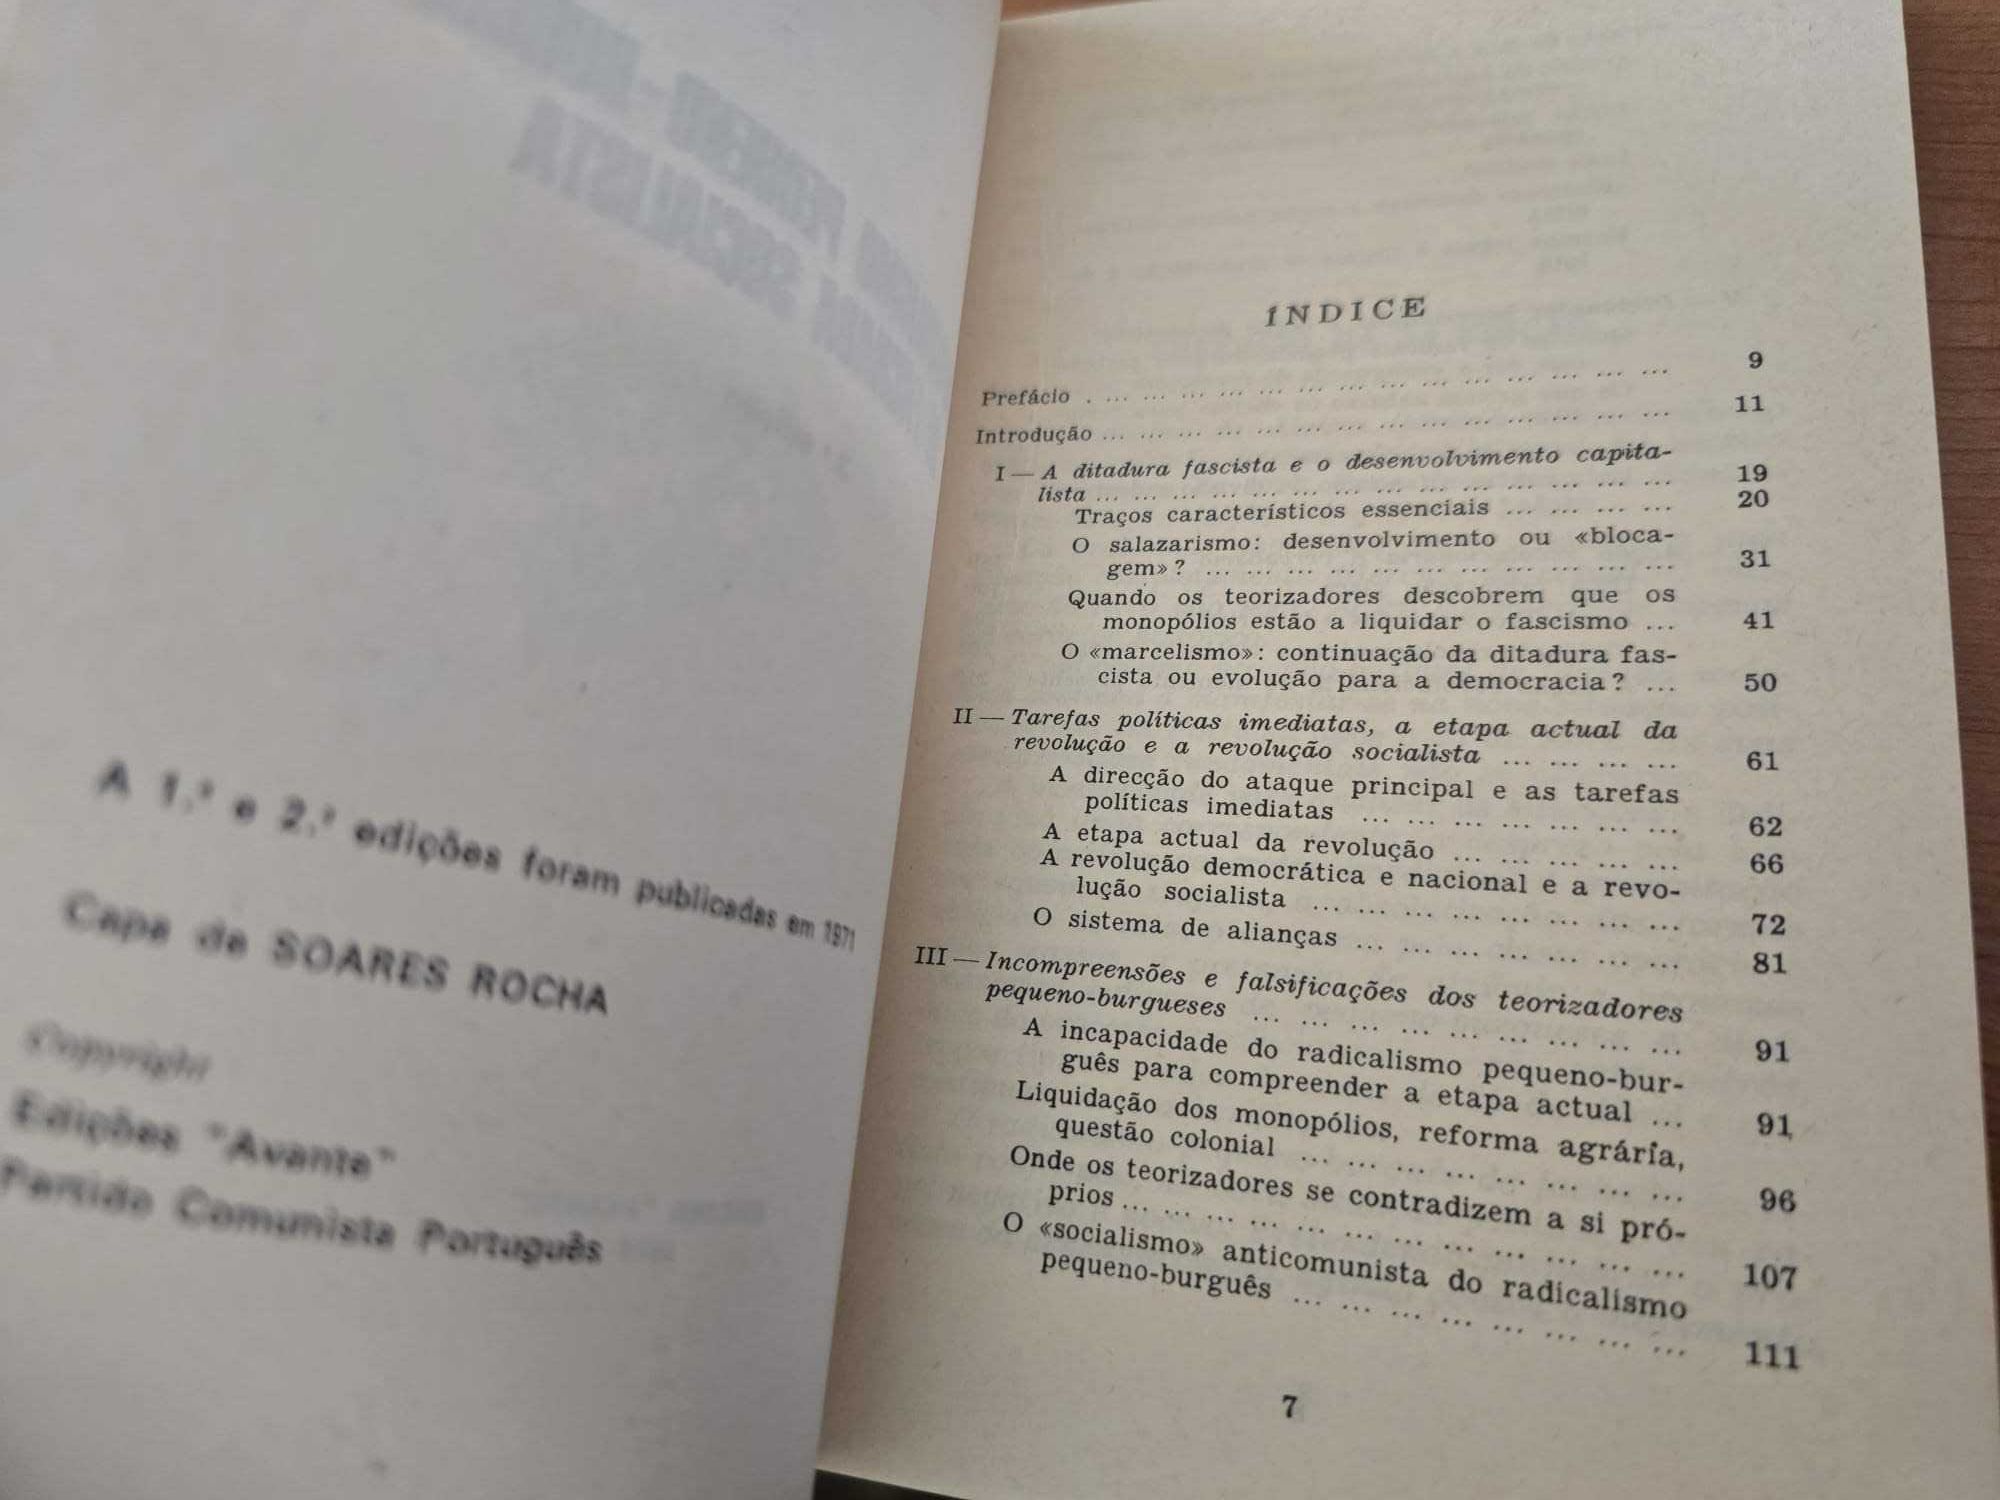 A 1.ª e 2.ª edições foram publicadas em 1971
Capa de SOARES ROCHA
Copyright
Edições "Avante"
Partido Comunista Português
ÍNDICE
Prefácio . ... ... ... ... ... ... ... ... ... ... ... ... ... ... 9
Introdução ... ... ... ... ... ... ... ... ... ... ... ... ... ... 11
I — A ditadura fascista e o desenvolvimento capita-
lista ... ... ... ... ... ... ... ... ... ... ... ... ... ... ... 19
Traços característicos essenciais ... ... ... ... 20
O salazarismo: desenvolvimento ou «bloca-
gem» ? ... ... ... ... ... ... ... ... ... ... ... ... 31
Quando os teorizadores descobrem que os
monopólios estão a liquidar o fascismo ... 41
O «marcelismo»: continuação da ditadura fas-
cista ou evolução para a democracia ? ... 50
II — Tarefas políticas imediatas, a etapa actual da
revolução e a revolução socialista ... ... ... ... 61
A direcção do ataque principal e as tarefas
políticas imediatas ... ... ... ... ... ... ... 62
A etapa actual da revolução ... ... ... ... ... 66
A revolução democrática e nacional e a revo-
lução socialista ... ... ... ... ... ... ... ... 72
O sistema de alianças ... ... ... ... ... ... ... 81
III — Incompreensões e falsificações dos teorizadores
pequeno-burgueses ... ... ... ... ... ... ... ... ... 91
A incapacidade do radicalismo pequeno-bur-
guês para compreender a etapa actual ... 91
Liquidação dos monopólios, reforma agrária,
questão colonial ... ... ... ... ... ... ... ... 96
Onde os teorizadores se contradizem a si pró-
prios ... ... ... ... ... ... ... ... ... ... ... ... ... 107
O «socialismo» anticomunista do radicalismo
pequeno-burguês ... ... ... ... ... ... ... ... 111
7